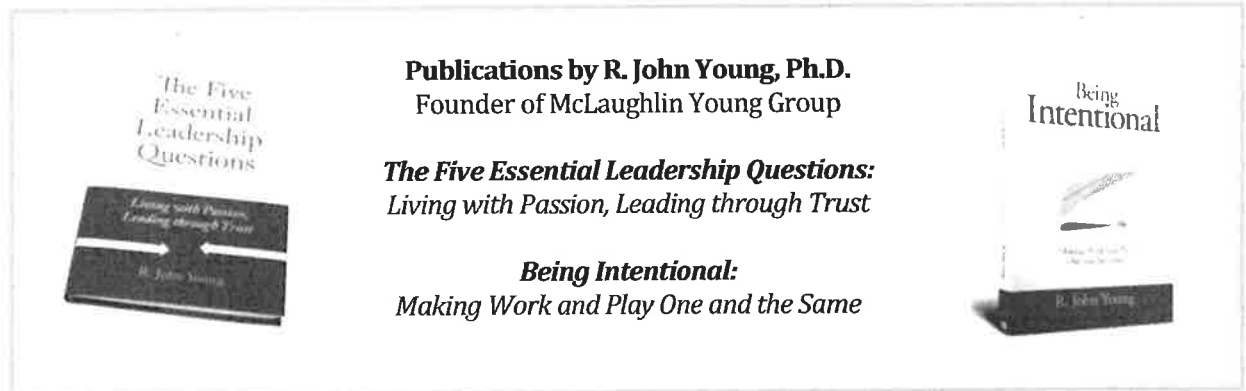 The Five
Essential
Leadership
Questions
Living with Passion,
Leading through Trust
R. John Young
Publications by R. John Young, Ph.D.
Founder of McLaughlin Young Group
The Five Essential Leadership Questions:
Living with Passion, Leading through Trust
Being Intentional:
Making Work and Play One and the Same
Being
Intentional
R. John Young